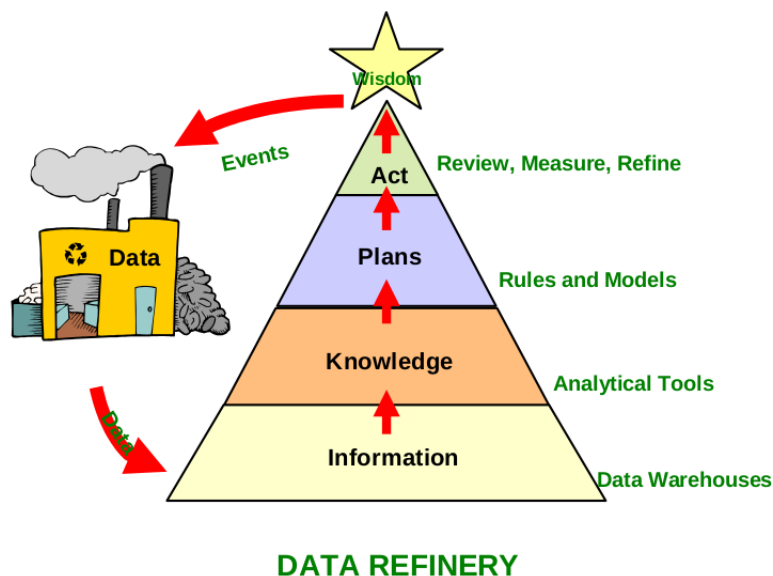 Wisdom
Events
Act
Review, Measure, Refine
Data
Plans
Rules and Models
Knowledge
Analytical Tools
Data
Information
Data Warehouses
DATA REFINERY